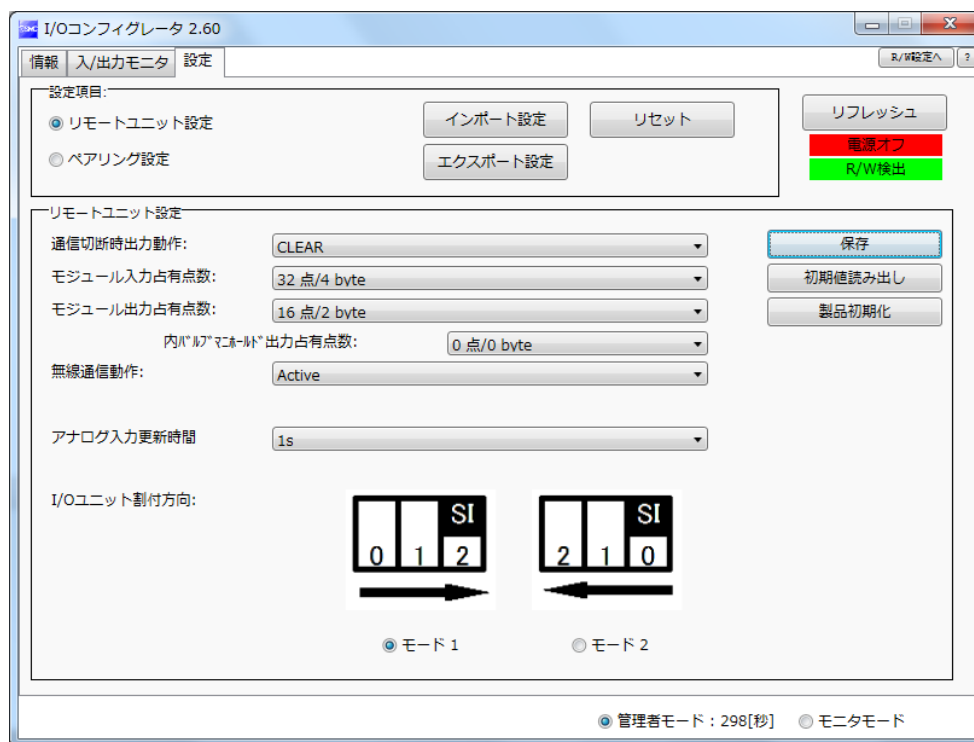 I/Oコンフィグレータ 2.60
情報 入/出力モニタ 設定 R/W設定へ ?
設定項目:
リモートユニット設定 インポート設定 リセット リフレッシュ
電源オフ
ペアリング設定 エクスポート設定 R/W検出
リモートユニット設定
通信切断時出力動作: CLEAR 保存
モジュール入力占有点数: 32 点/4 byte 初期値読み出し
モジュール出力占有点数: 16 点/2 byte 製品初期化
内バルブマニホールド出力占有点数: 0 点/0 byte
無線通信動作: Active
アナログ入力更新時間 1s
I/Oユニット割付方向:
SI SI
0 1 2 2 1 0
モード 1 モード 2
管理者モード：298[秒] モニタモード